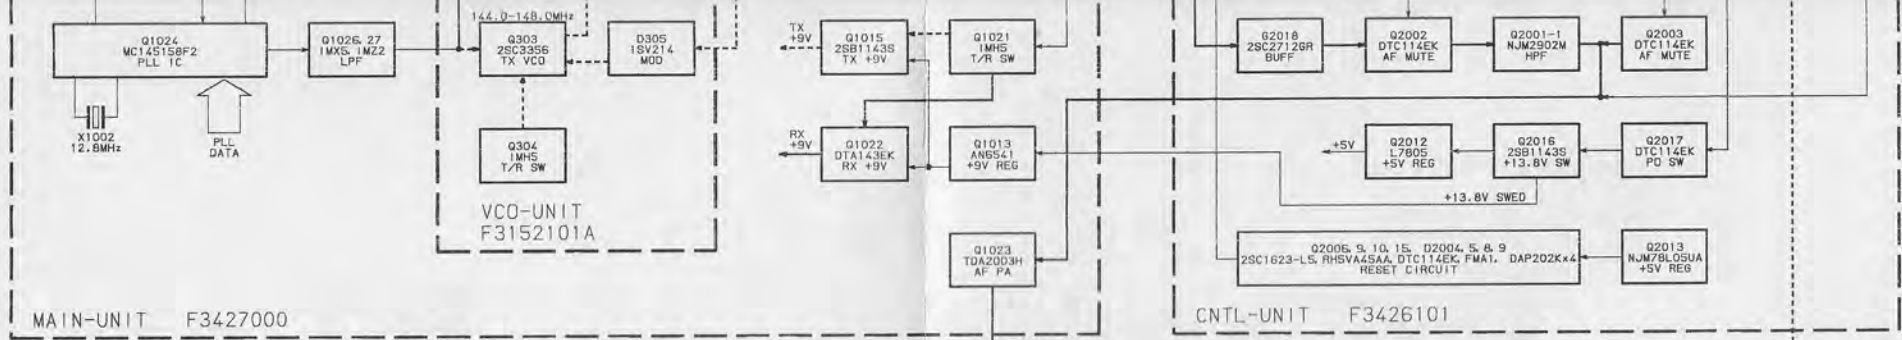 Q1024
MC145158F2
PLL IC
X1002
12.8MHz
PLL
DATA
Q1026, 27
IMX5, IMZ2
LPF
144.0-148.0MHz
Q303
2SC3356
TX VCO
D305
1SV214
MOD
Q304
IMH5
T/R SW
VCO-UNIT
F3152101A
TX
+9V
Q1015
2SB1143S
TX +9V
Q1021
IMH5
T/R SW
RX
+9V
Q1022
DTA143EK
RX +9V
Q1013
AN6541
+9V REG
Q1023
TDA2003H
AF PA
MAIN-UNIT F3427000
Q2018
2SC2712GR
BUFF
Q2002
DTC114EK
AF MUTE
Q2001-1
NJM2902M
HPF
Q2003
DTC114EK
AF MUTE
+5V
Q2012
L7805
+5V REG
Q2016
2SB1143S
+13.8V SW
Q2017
DTC114EK
PO SW
+13.8V SWED
Q2006, 9, 10, 15, D2004, 5, 8, 9
2SC1623-L5, RH5VA45AA, DTC114EK, FMA1, DAP202K×4
RESET CIRCUIT
Q2013
NJM78L05UA
+5V REG
CNTL-UNIT F3426101